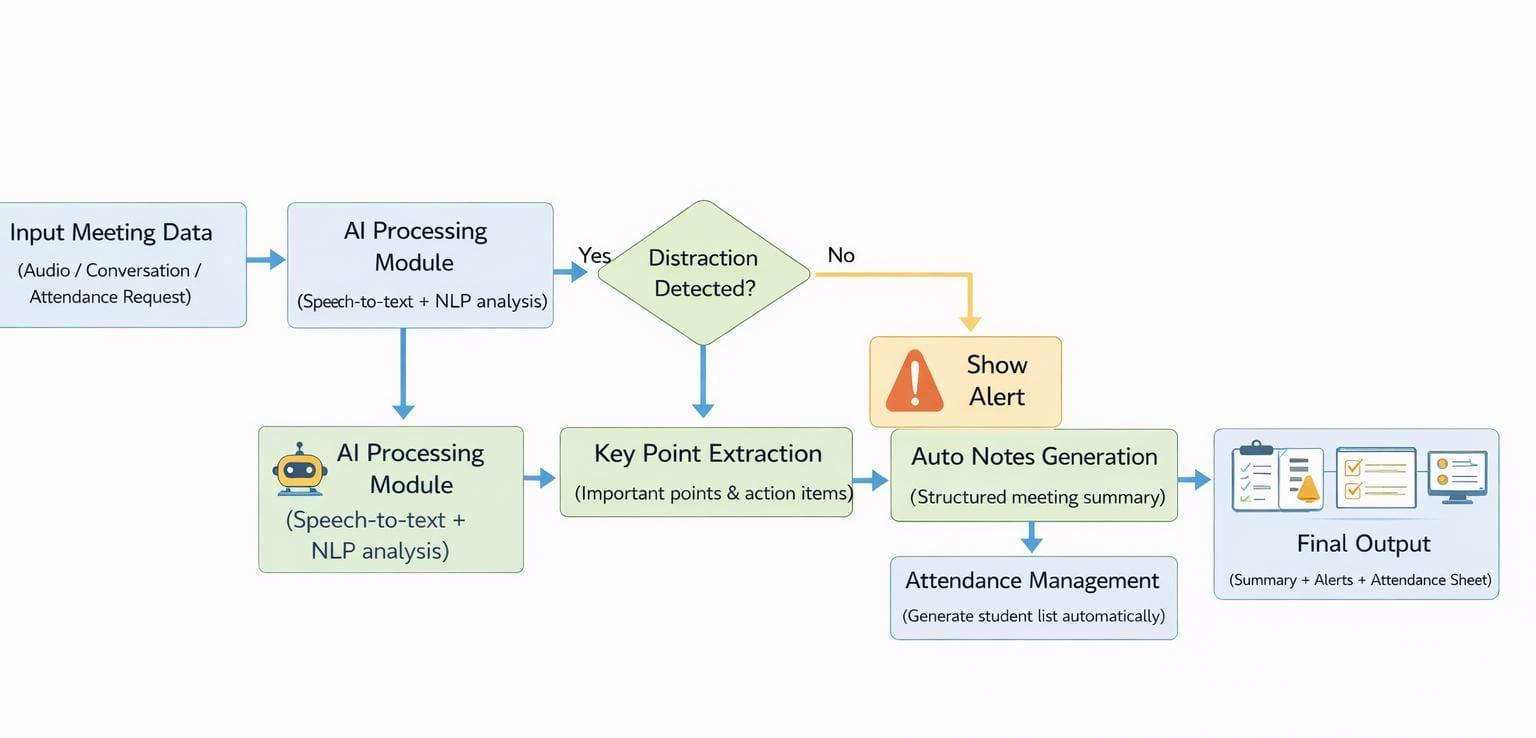 Input Meeting Data
(Audio / Conversation /
Attendance Request)
AI Processing
Module
(Speech-to-text + NLP analysis)
Yes
Distraction
Detected?
No
Show
Alert
AI Processing
Module
(Speech-to-text +
NLP analysis)
Key Point Extraction
(Important points & action items)
Auto Notes Generation
(Structured meeting summary)
Attendance Management
(Generate student list automatically)
Final Output
(Summary + Alerts + Attendance Sheet)